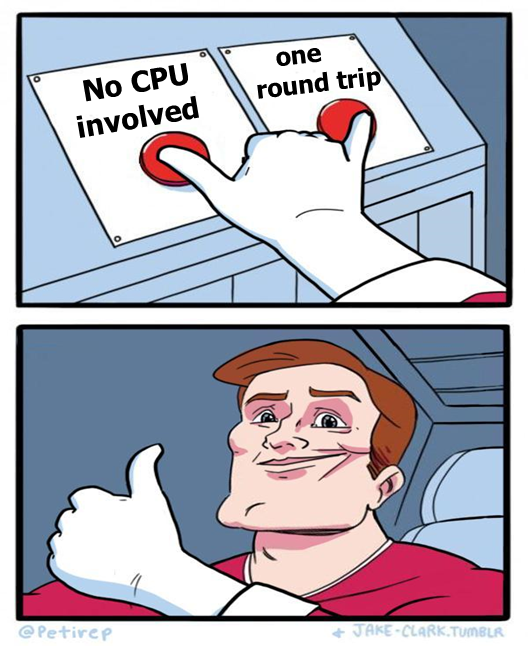 No CPU
involved
one
round trip
@Petirep
+ JAKE-CLARK.TUMBLR